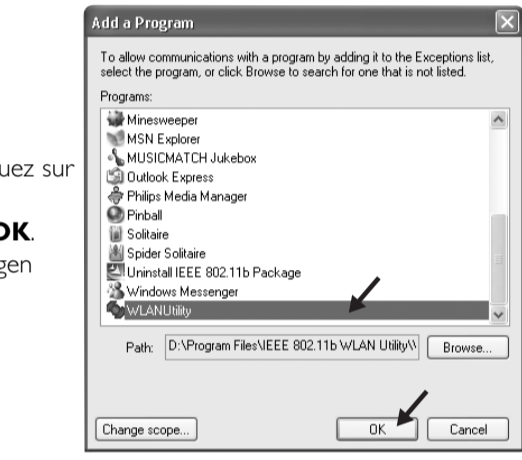 uez sur
OK.
gen
Add a Program
To allow communications with a program by adding it to the Exceptions list,
select the program, or click Browse to search for one that is not listed.
Programs:
Minesweeper
MSN Explorer
MUSICMATCH Jukebox
Outlook Express
Philips Media Manager
Pinball
Solitaire
Spider Solitaire
Uninstall IEEE 802.11b Package
Windows Messenger
WLANUtility
Path: D:\Program Files\IEEE 802.11b WLAN Utility\ Browse...
Change scope... OK Cancel